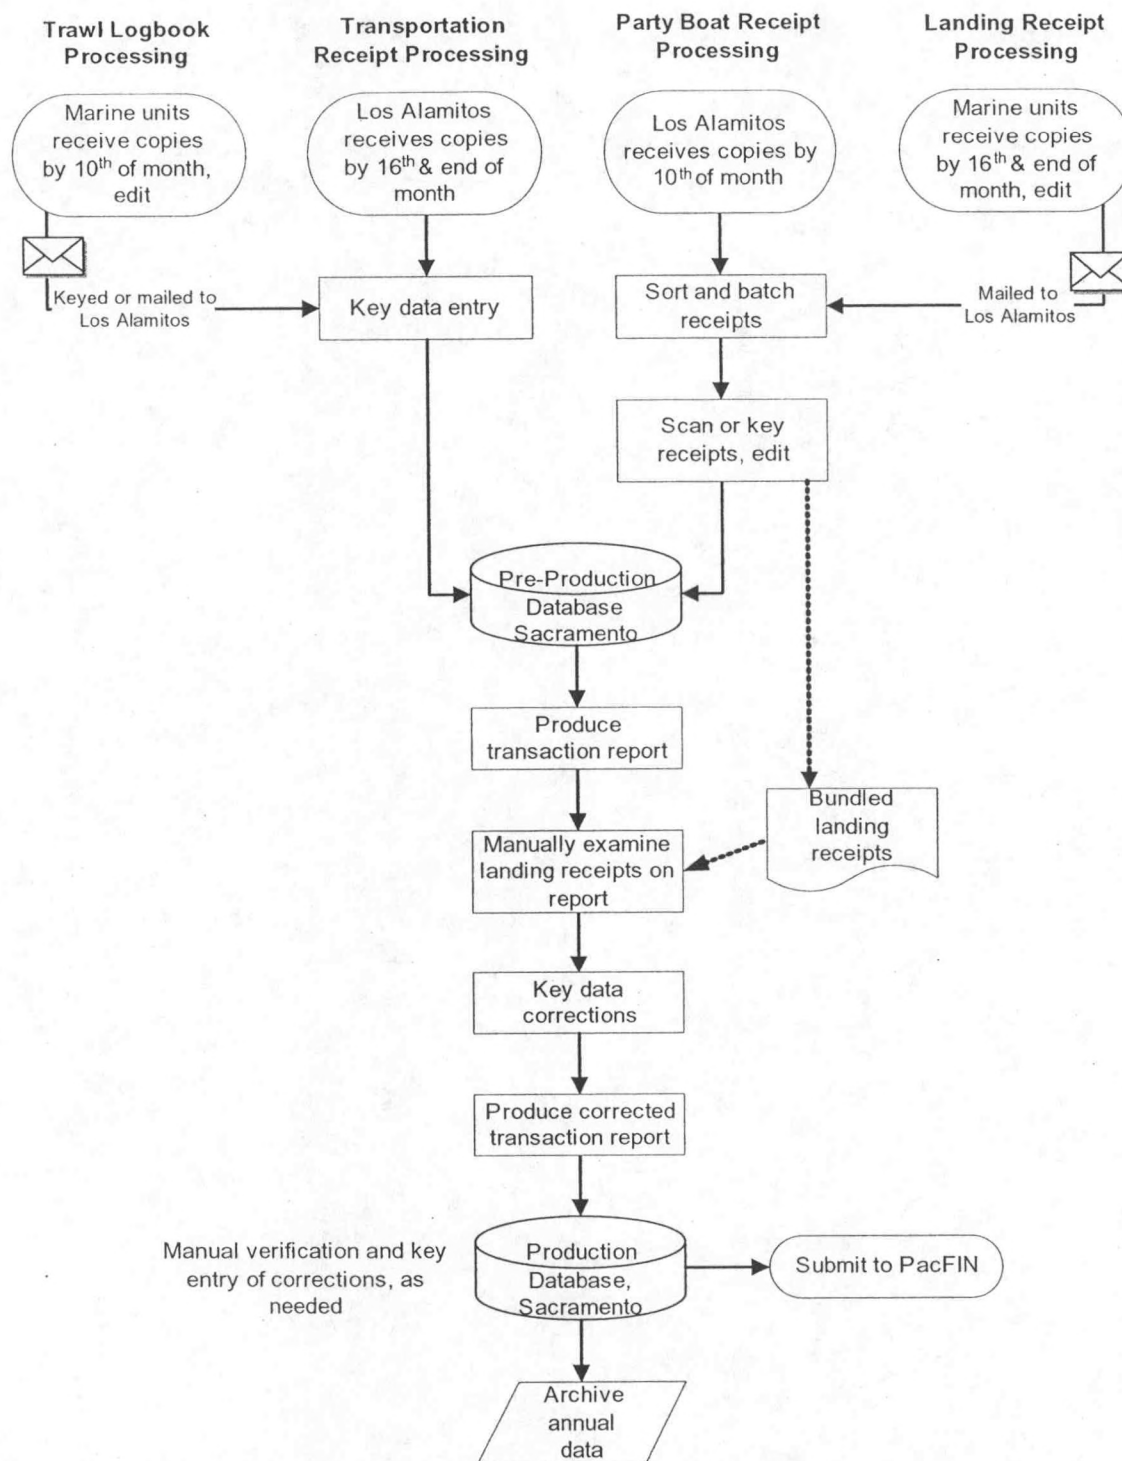 Trawl Logbook
Processing
Transportation
Receipt Processing
Party Boat Receipt
Processing
Landing Receipt
Processing
Marine units
receive copies
by 10th of month,
edit
Los Alamitos
receives copies
by 16th & end of
month
Los Alamitos
receives copies by
10th of month
Marine units
receive copies
by 16th & end of
month, edit
Keyed or mailed to
Los Alamitos
Key data entry
Sort and batch
receipts
Mailed to
Los Alamitos
Scan or key
receipts, edit
Pre-Production
Database
Sacramento
Produce
transaction report
Bundled
landing
receipts
Manually examine
landing receipts on
report
Key data
corrections
Produce corrected
transaction report
Manual verification and key
entry of corrections, as
needed
Production
Database,
Sacramento
Submit to PacFIN
Archive
annual
data